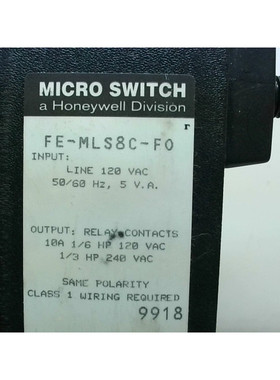 MICRO SWITCH
a Honeywell Division
r
FE-MLS8C-FO
INPUT:
LINE 120 VAC
50/60 Hz, 5 V.A.
OUTPUT: RELAY CONTACTS
10A 1/6 HP 120 VAC
1/3 HP 240 VAC
SAME POLARITY
CLASS 1 WIRING REQUIRED
9918